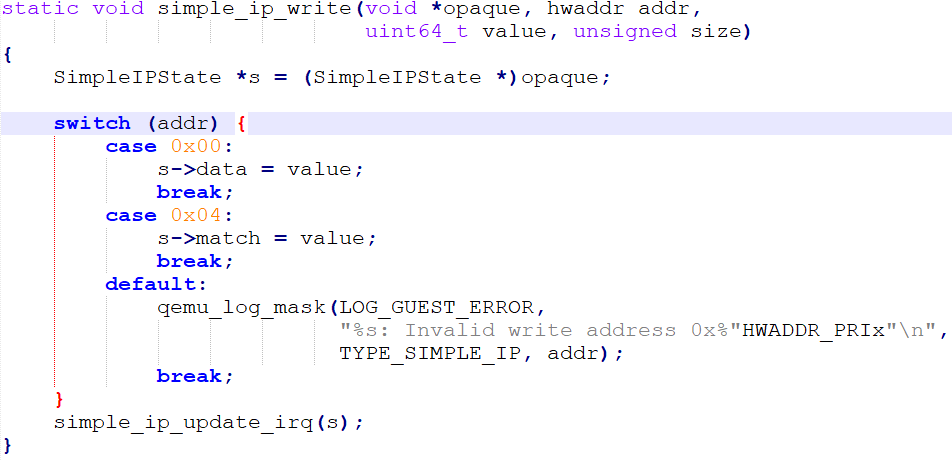 static void simple_ip_write(void *opaque, hwaddr addr,
                            uint64_t value, unsigned size)
{
    SimpleIPState *s = (SimpleIPState *)opaque;

    switch (addr) {
        case 0x00:
            s->data = value;
            break;
        case 0x04:
            s->match = value;
            break;
        default:
            qemu_log_mask(LOG_GUEST_ERROR,
                          "%s: Invalid write address 0x%"HWADDR_PRIx"\n",
                          TYPE_SIMPLE_IP, addr);
            break;
    }
    simple_ip_update_irq(s);
}